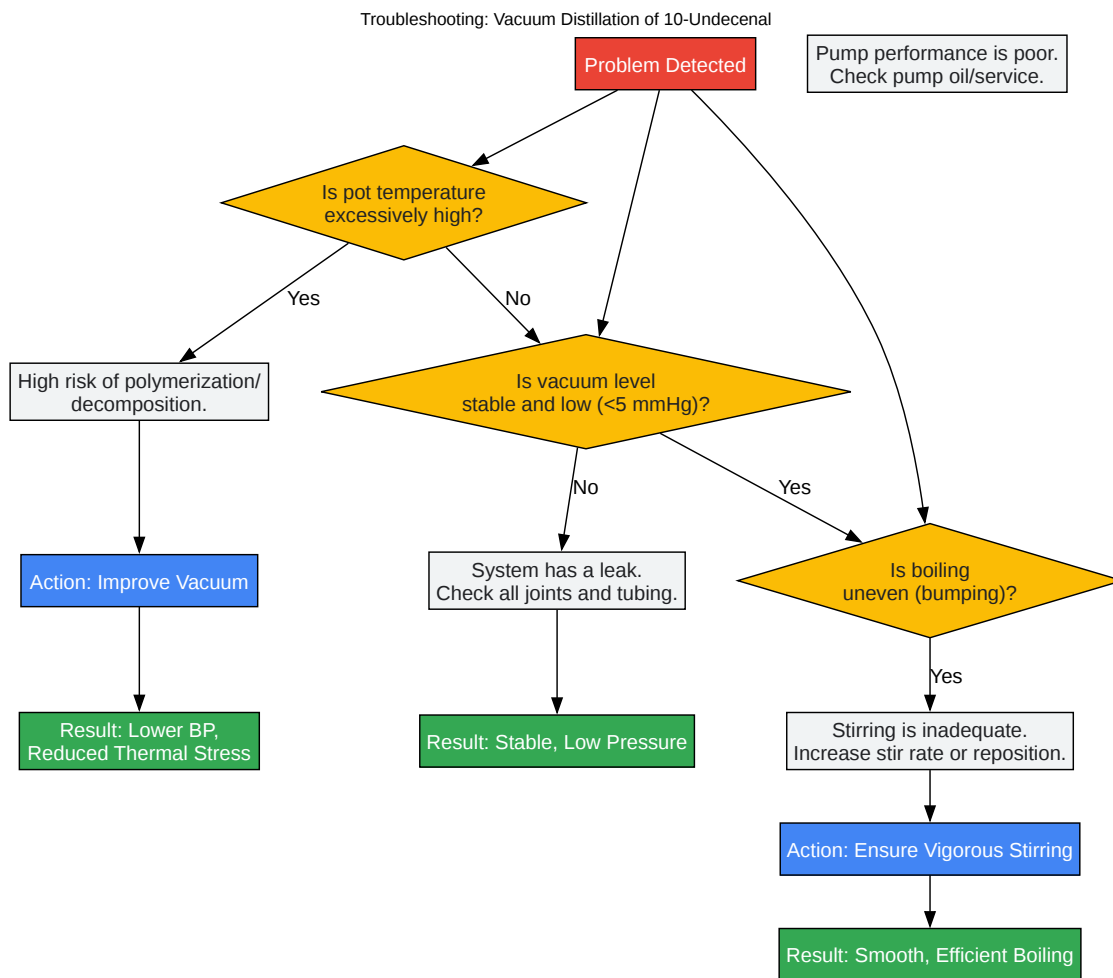 Troubleshooting: Vacuum Distillation of 10-Undecenal
Problem Detected
Pump performance is poor.
Check pump oil/service.
Is pot temperature
excessively high?
Yes
No
High risk of polymerization/
decomposition.
Is vacuum level
stable and low (<5 mmHg)?
No
Yes
Action: Improve Vacuum
System has a leak.
Check all joints and tubing.
Is boiling
uneven (bumping)?
Yes
Result: Lower BP,
Reduced Thermal Stress
Result: Stable, Low Pressure
Stirring is inadequate.
Increase stir rate or reposition.
Action: Ensure Vigorous Stirring
Result: Smooth, Efficient Boiling